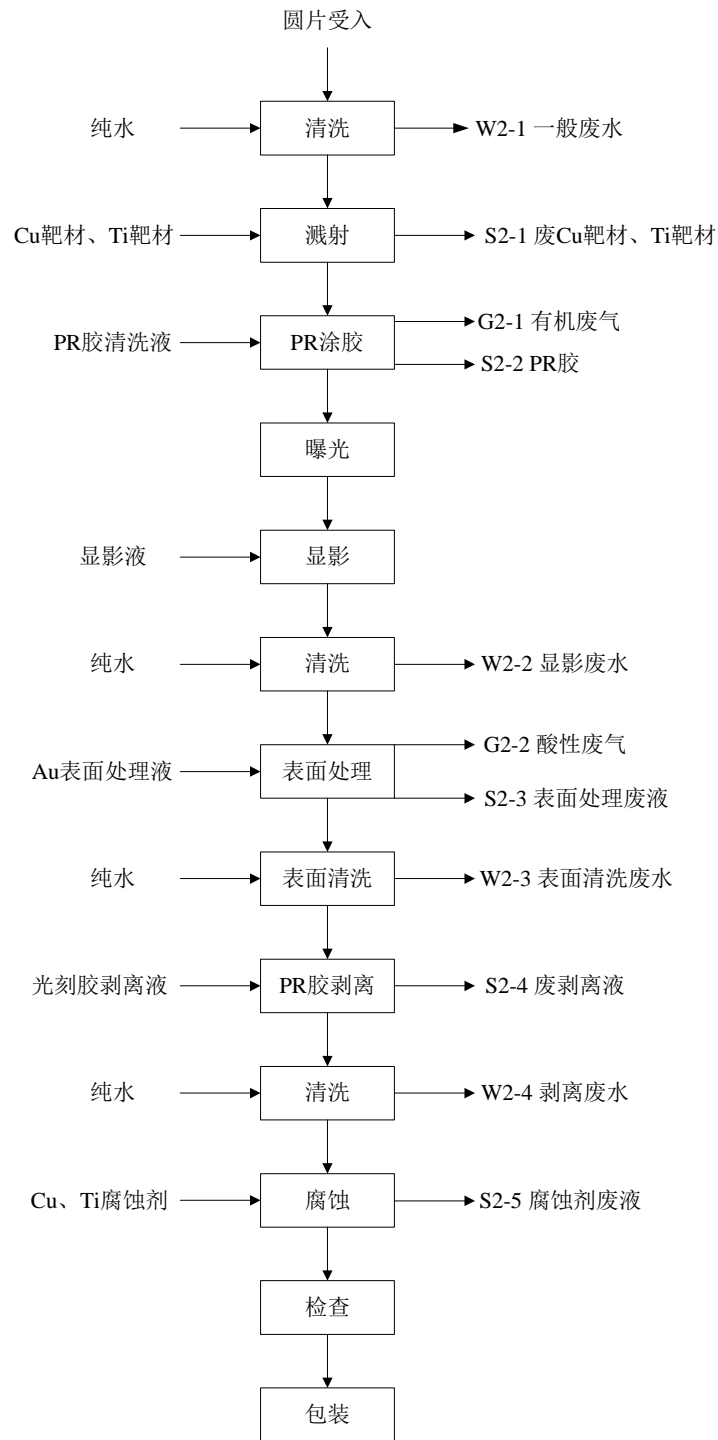 圆片受入
纯水
清洗
W2-1 一般废水
Cu靶材、Ti靶材
溅射
S2-1 废Cu靶材、Ti靶材
PR胶清洗液
PR涂胶
G2-1 有机废气
S2-2 PR胶
曝光
显影液
显影
纯水
清洗
W2-2 显影废水
Au表面处理液
表面处理
G2-2 酸性废气
S2-3 表面处理废液
纯水
表面清洗
W2-3 表面清洗废水
光刻胶剥离液
PR胶剥离
S2-4 废剥离液
纯水
清洗
W2-4 剥离废水
Cu、Ti腐蚀剂
腐蚀
S2-5 腐蚀剂废液
检查
包装